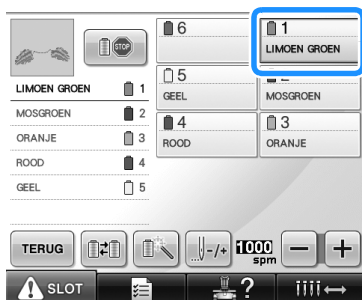 STOP
LIMOEN GROEN 1
MOSGROEN 2
ORANJE 3
ROOD 4
GEEL 5
6
1
LIMOEN GROEN
5
GEEL
MOSGROEN
4
ROOD
3
ORANJE
TERUG
-/+
1000
spm
- +
SLOT
?